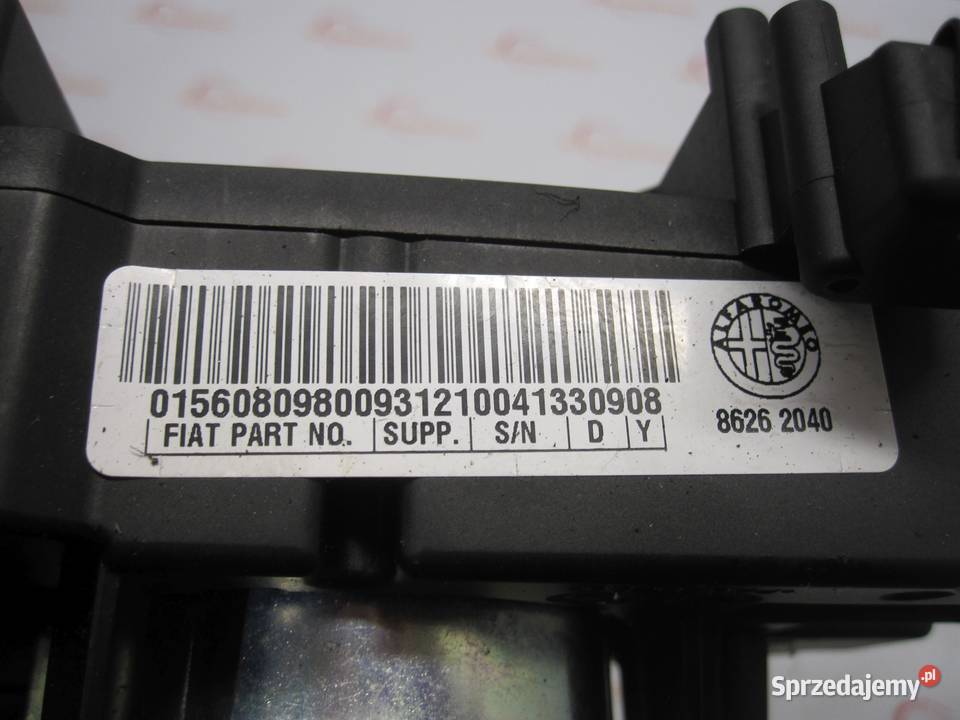 ALFA ROMEO
01560809800931210041330908
FIAT PART NO. SUPP. S/N D Y
8626 2040
Sprzedajemy.pl